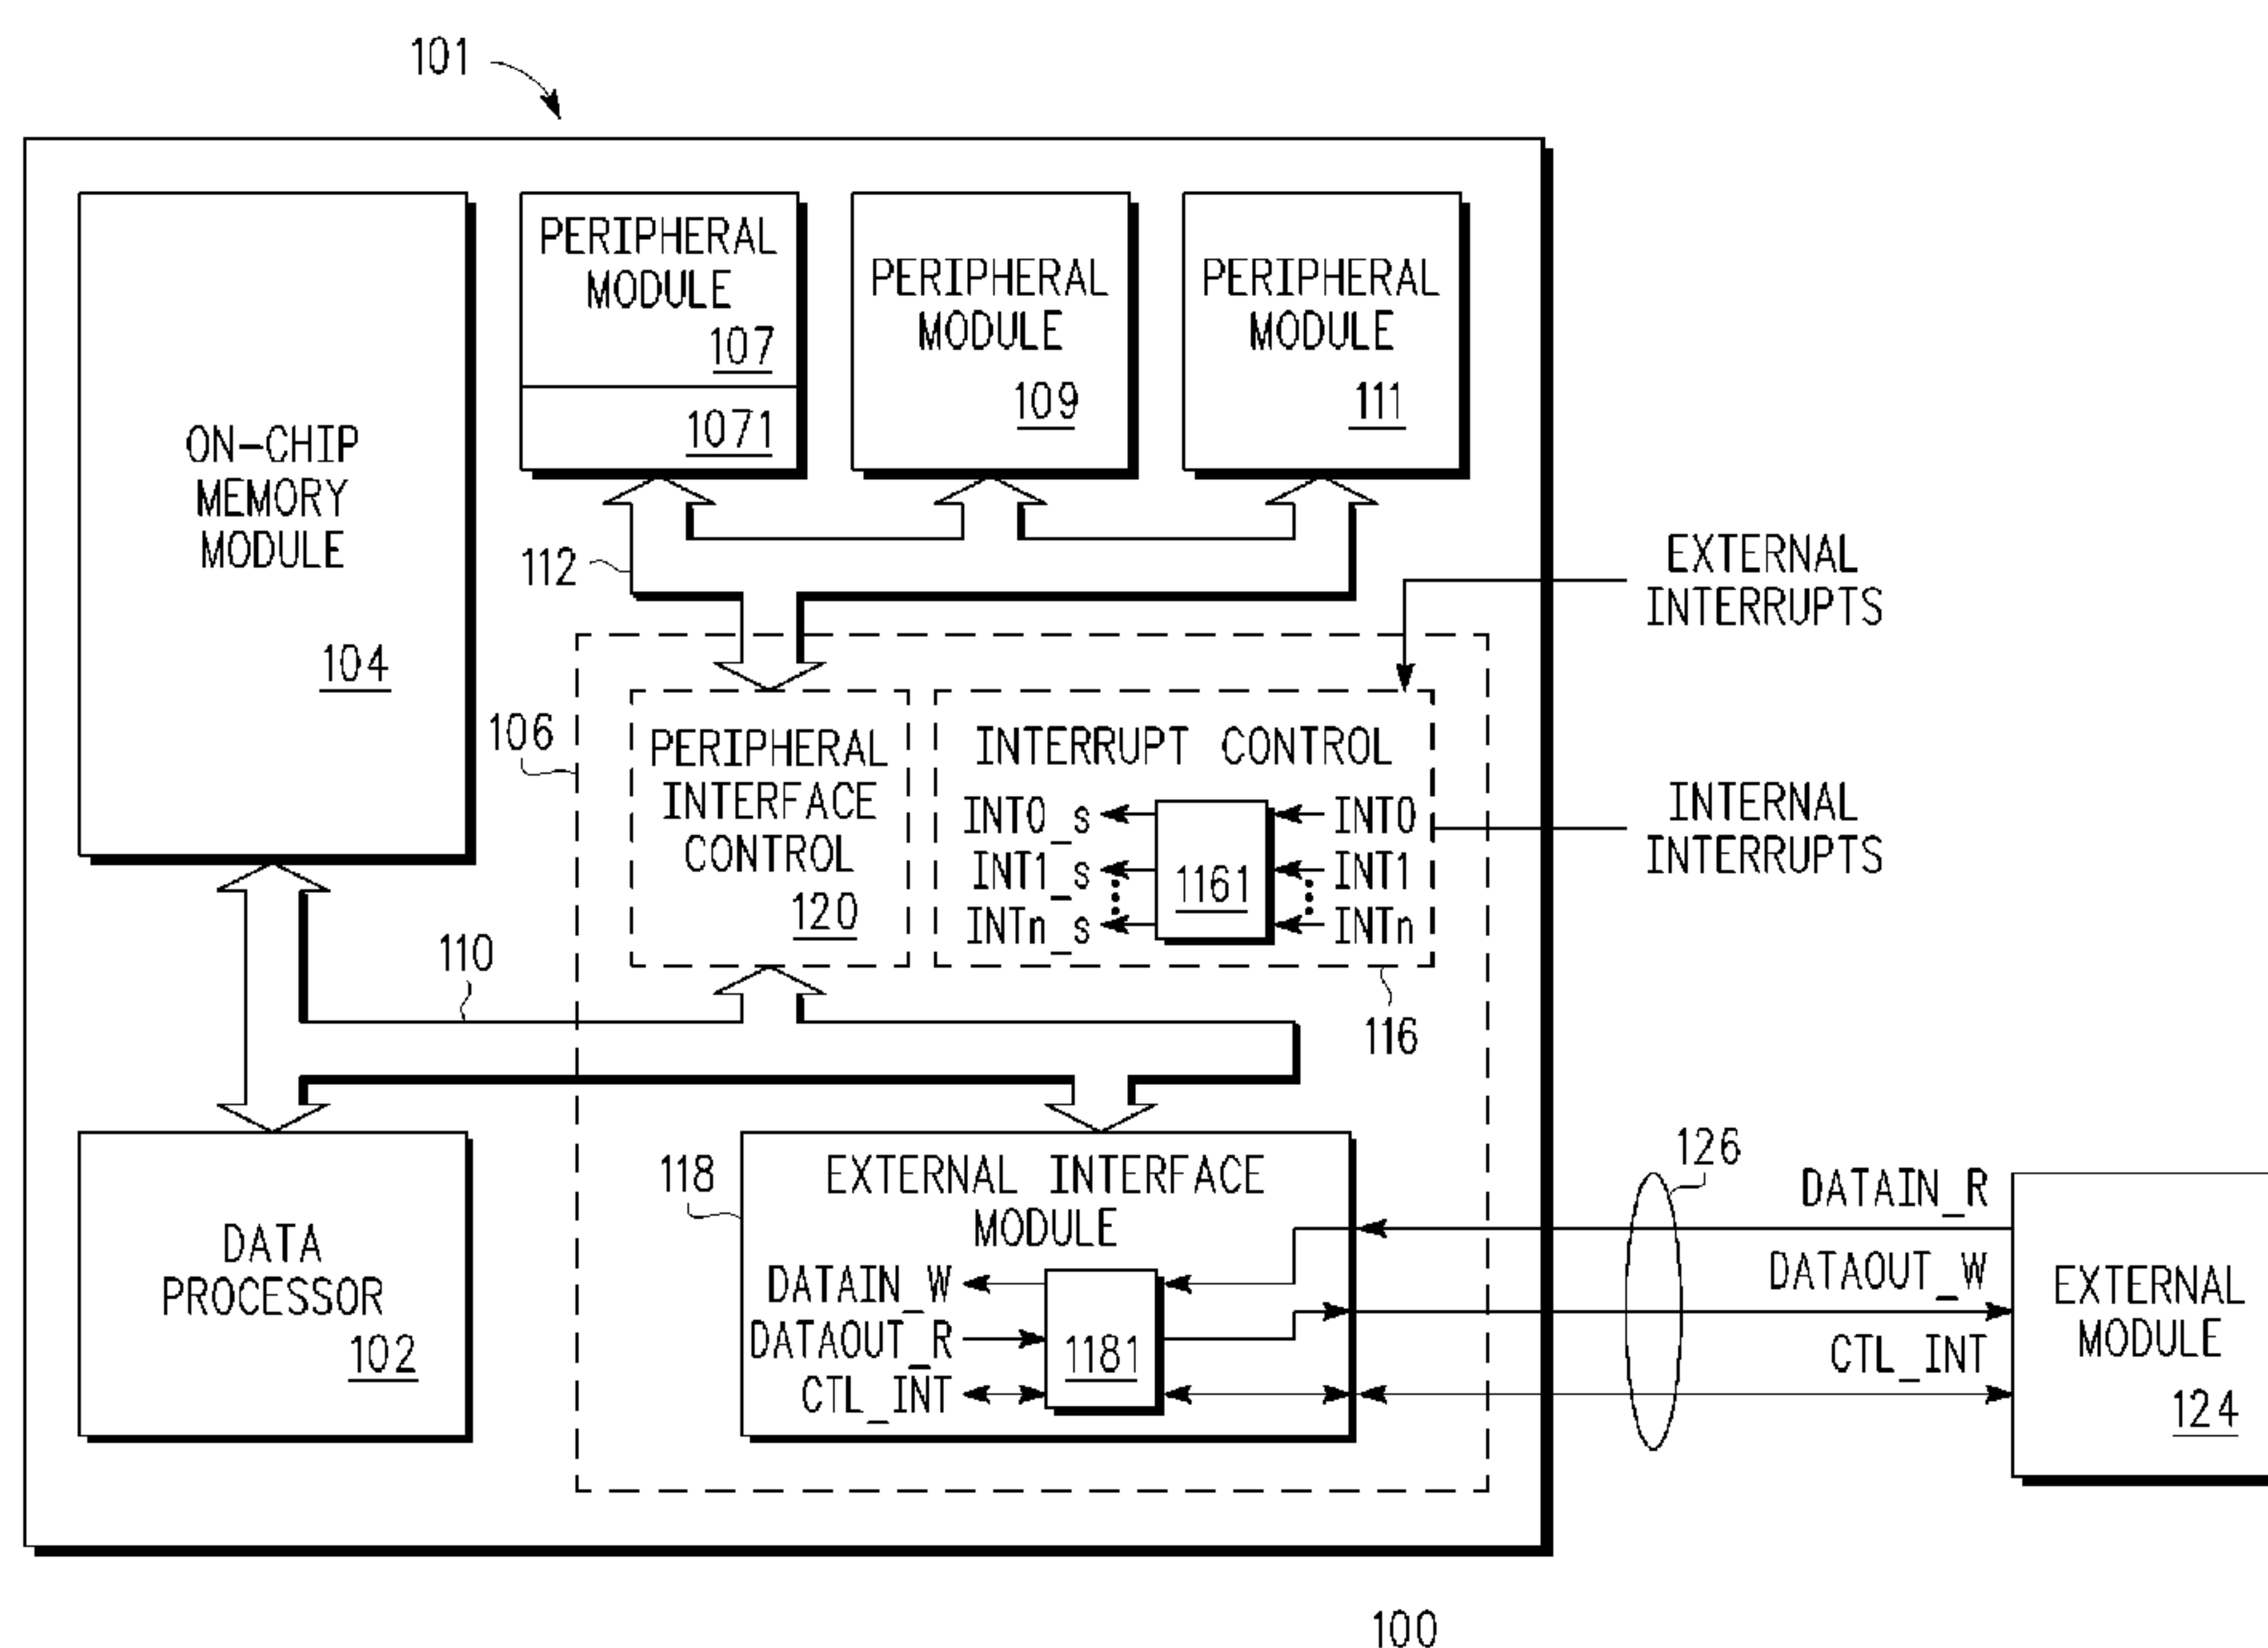 101
PERIPHERAL
MODULE
107
1071
PERIPHERAL
MODULE
109
PERIPHERAL
MODULE
111
ON-CHIP
MEMORY
MODULE
104
112
EXTERNAL
INTERRUPTS
106
PERIPHERAL
INTERFACE
CONTROL
120
INTERRUPT CONTROL
INT0_s
INT0
INT1_s
INT1
INTn_s
INTn
1161
INTERNAL
INTERRUPTS
110
116
118
EXTERNAL INTERFACE
MODULE
DATAIN_W
DATAOUT_R
CTL_INT
1181
DATA
PROCESSOR
102
126
DATAIN_R
DATAOUT_W
CTL_INT
EXTERNAL
MODULE
124
100